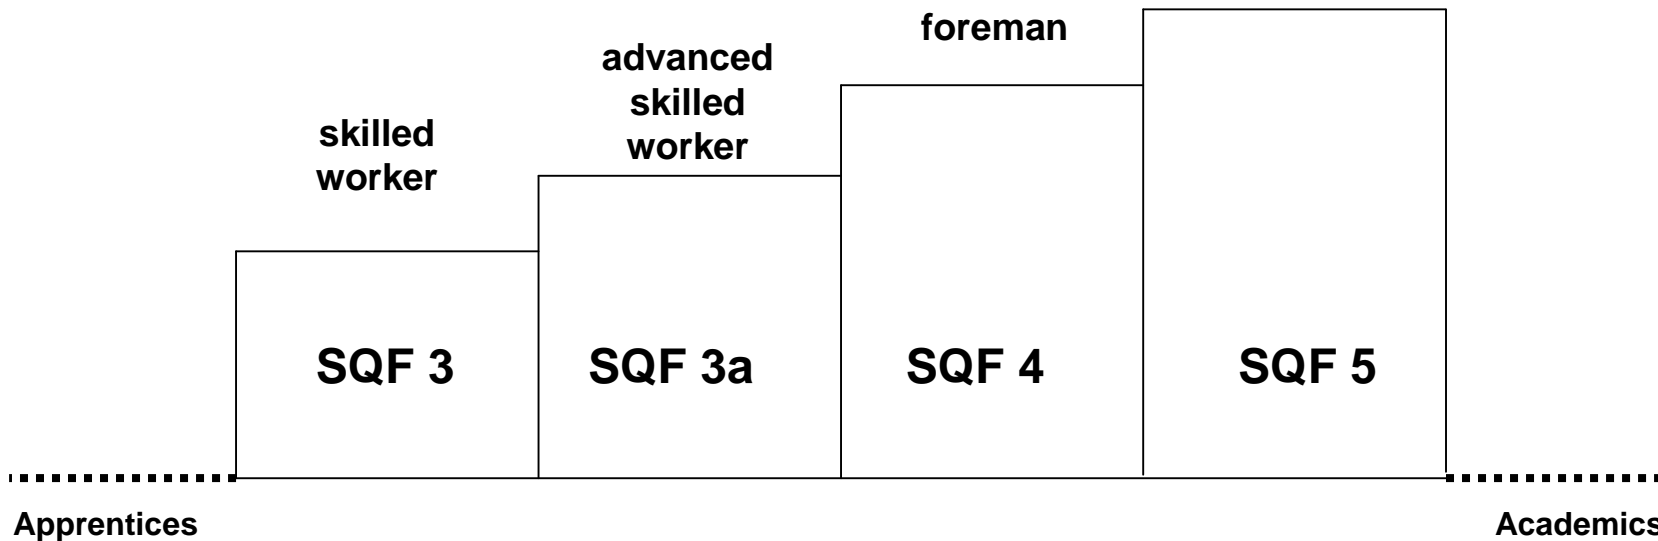 foreman
advanced
skilled
worker
skilled
worker
SQF 3
SQF 3a
SQF 4
SQF 5
Apprentices
Academics